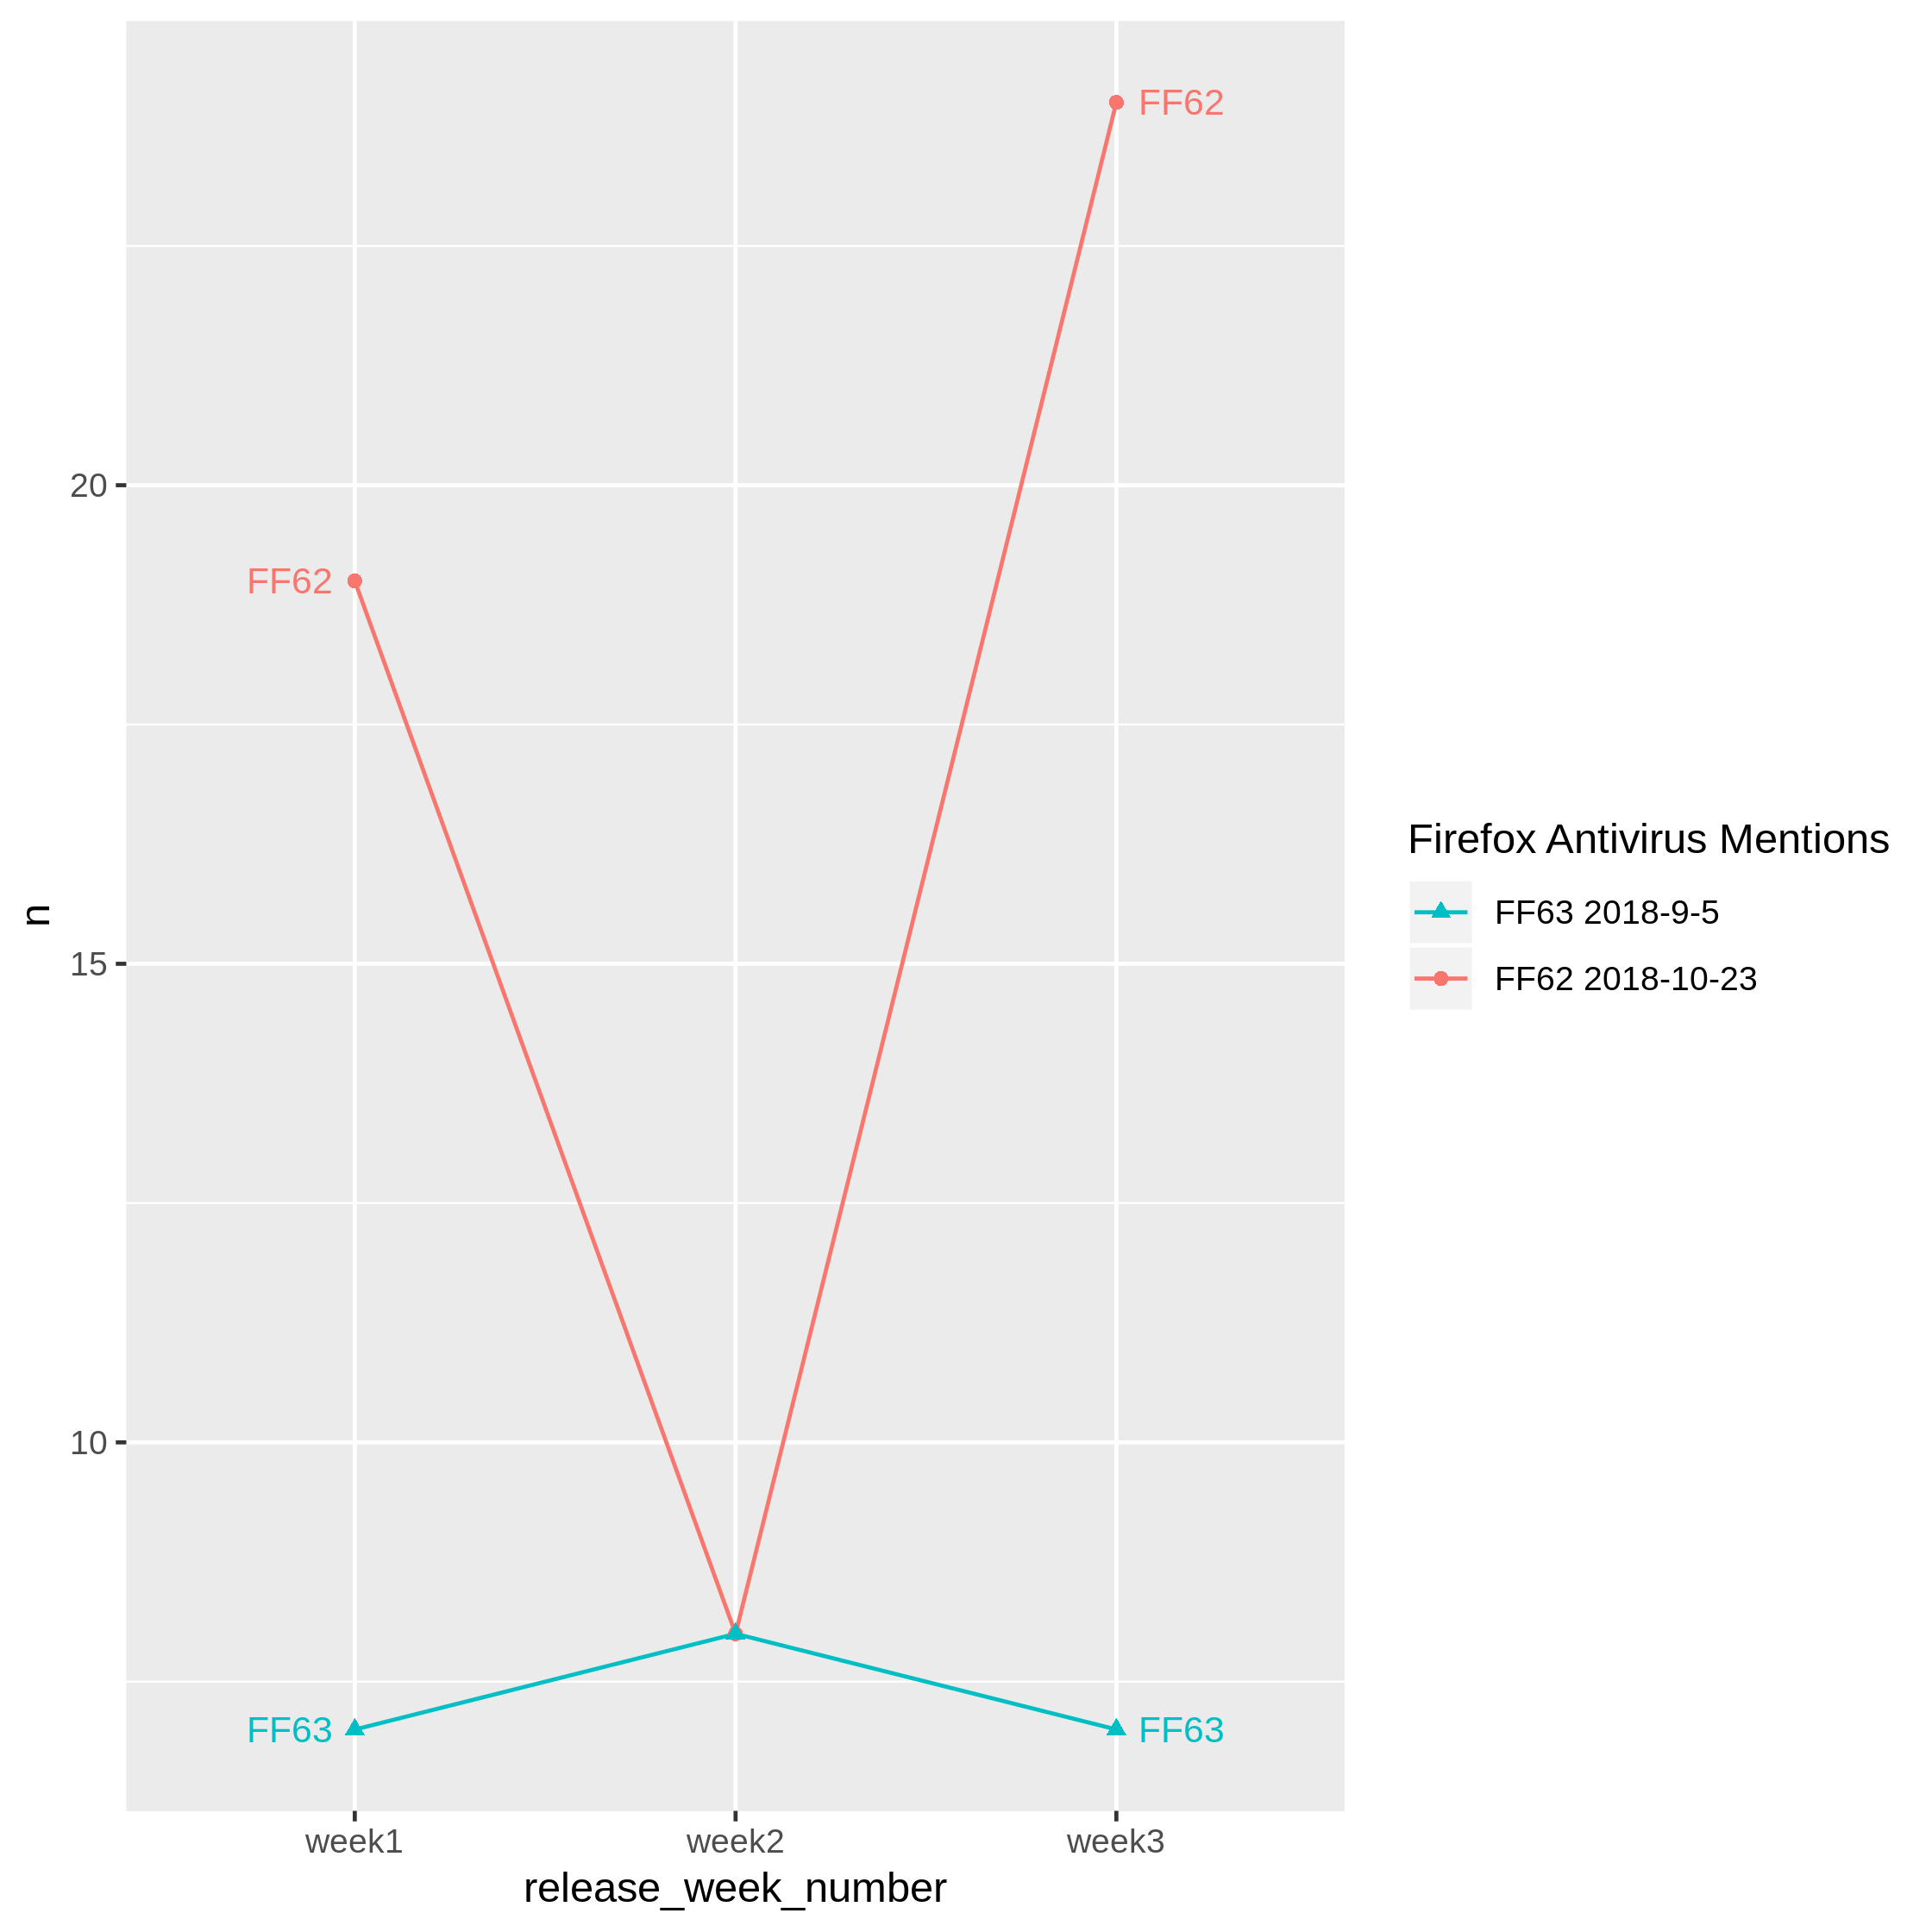 FF62
FF62
20
15
10
n
FF63
FF63
week1
week2
week3
release_week_number
Firefox Antivirus Mentions
FF63 2018-9-5
FF62 2018-10-23